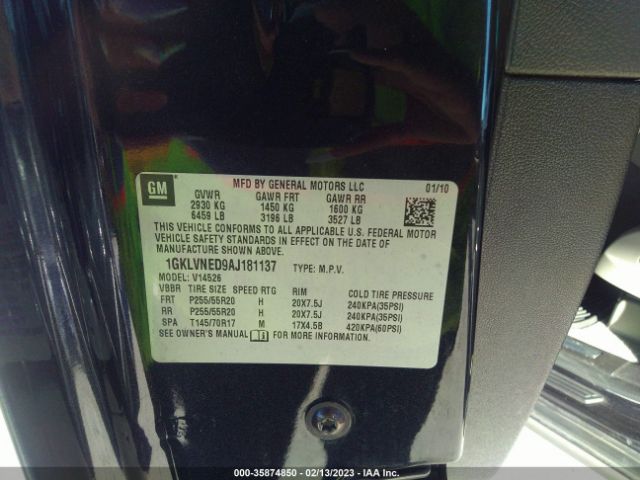 MFD BY GENERAL MOTORS LLC 01/10
GM
GVWR GAWR FRT GAWR RR
2930 KG 1450 KG 1600 KG
6459 LB 3196 LB 3527 LB
THIS VEHICLE CONFORMS TO ALL APPLICABLE U.S. FEDERAL MOTOR
VEHICLE SAFETY STANDARDS IN EFFECT ON THE DATE OF
MANUFACTURE SHOWN ABOVE.
1GKLVNED9AJ181137 TYPE: M.P.V.
MODEL: V14526
VBBR TIRE SIZE SPEED RTG RIM COLD TIRE PRESSURE
FRT P255/55R20 H 20X7.5J 240KPA(35PSI)
RR P255/55R20 H 20X7.5J 240KPA(35PSI)
SPA T145/70R17 M 17X4.5B 420KPA(60PSI)
SEE OWNER'S MANUAL FOR MORE INFORMATION.
000-35874850 - 02/13/2023 - IAA Inc.